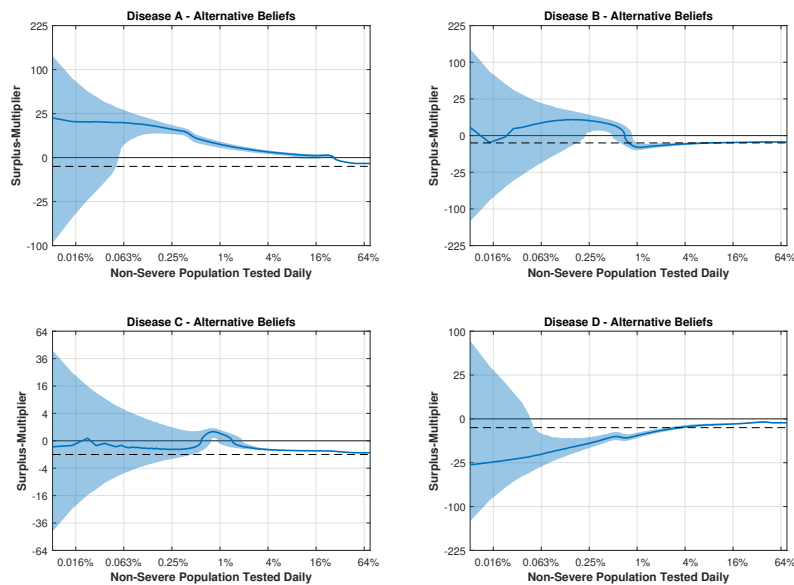 Disease A - Alternative Beliefs
225
100
25
0
-25
-100
Surplus-Multiplier
0.016% 0.063% 0.25% 1% 4% 16% 64%
Non-Severe Population Tested Daily
Disease B - Alternative Beliefs
225
100
25
0
-25
-100
-225
Surplus-Multiplier
0.016% 0.063% 0.25% 1% 4% 16% 64%
Non-Severe Population Tested Daily
Disease C - Alternative Beliefs
64
36
16
4
0
-4
-16
-36
-64
Surplus-Multiplier
0.016% 0.063% 0.25% 1% 4% 16% 64%
Non-Severe Population Tested Daily
Disease D - Alternative Beliefs
100
25
0
-25
-100
-225
Surplus-Multiplier
0.016% 0.063% 0.25% 1% 4% 16% 64%
Non-Severe Population Tested Daily